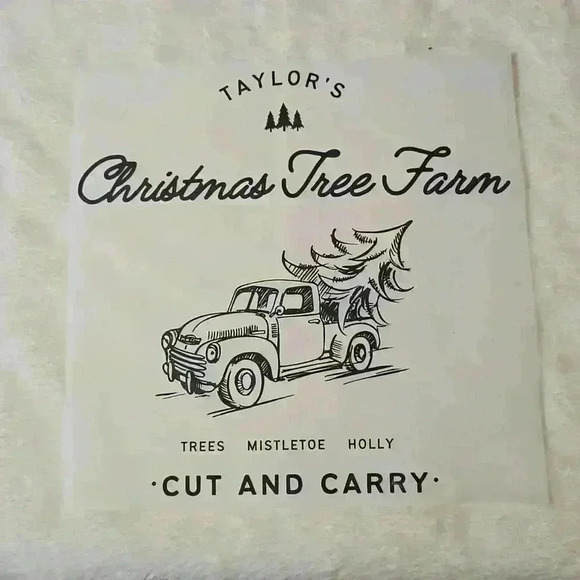 TAYLOR'S
Christmas Tree Farm
TREES MISTLETOE HOLLY
·CUT AND CARRY·